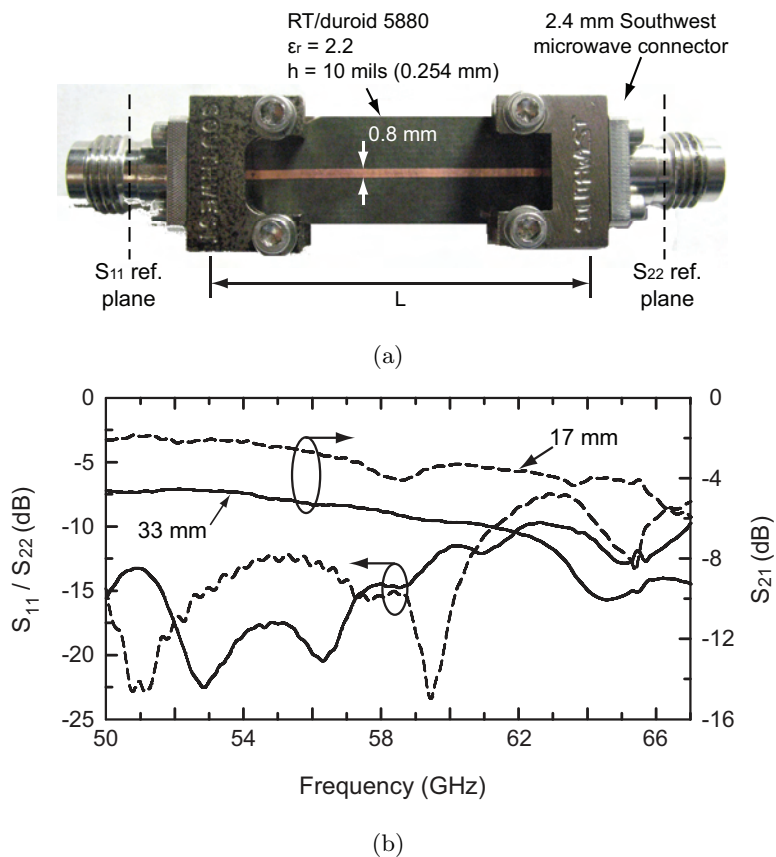 RT/duroid 5880
εr = 2.2
h = 10 mils (0.254 mm)
2.4 mm Southwest
microwave connector
0.8 mm
SOUTHWEST
SOUTHWEST
S11 ref.
plane
S22 ref.
plane
L
(a)
0
-5
-10
-15
-20
-25
S11 / S22 (dB)
0
-4
-8
-12
-16
S21 (dB)
17 mm
33 mm
50
54
58
62
66
Frequency (GHz)
(b)